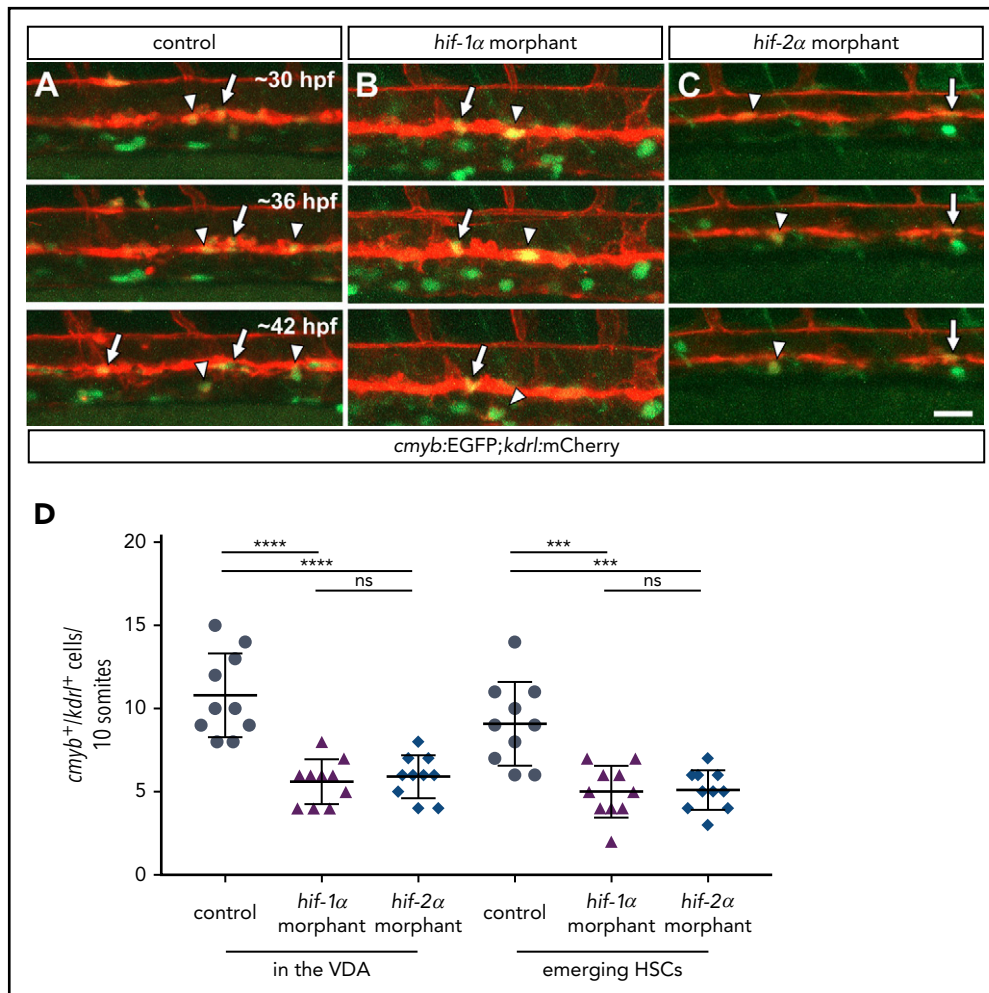 control
hif-1α morphant
hif-2α morphant
A
~30 hpf
B
C
~36 hpf
~42 hpf
cmyb:EGFP;kdrl:mCherry
D
20
15
10
5
0
cmyb+/kdrl+ cells/
10 somites
****
****
ns
***
***
ns
control
hif-1α
morphant
hif-2α
morphant
control
hif-1α
morphant
hif-2α
morphant
in the VDA
emerging HSCs